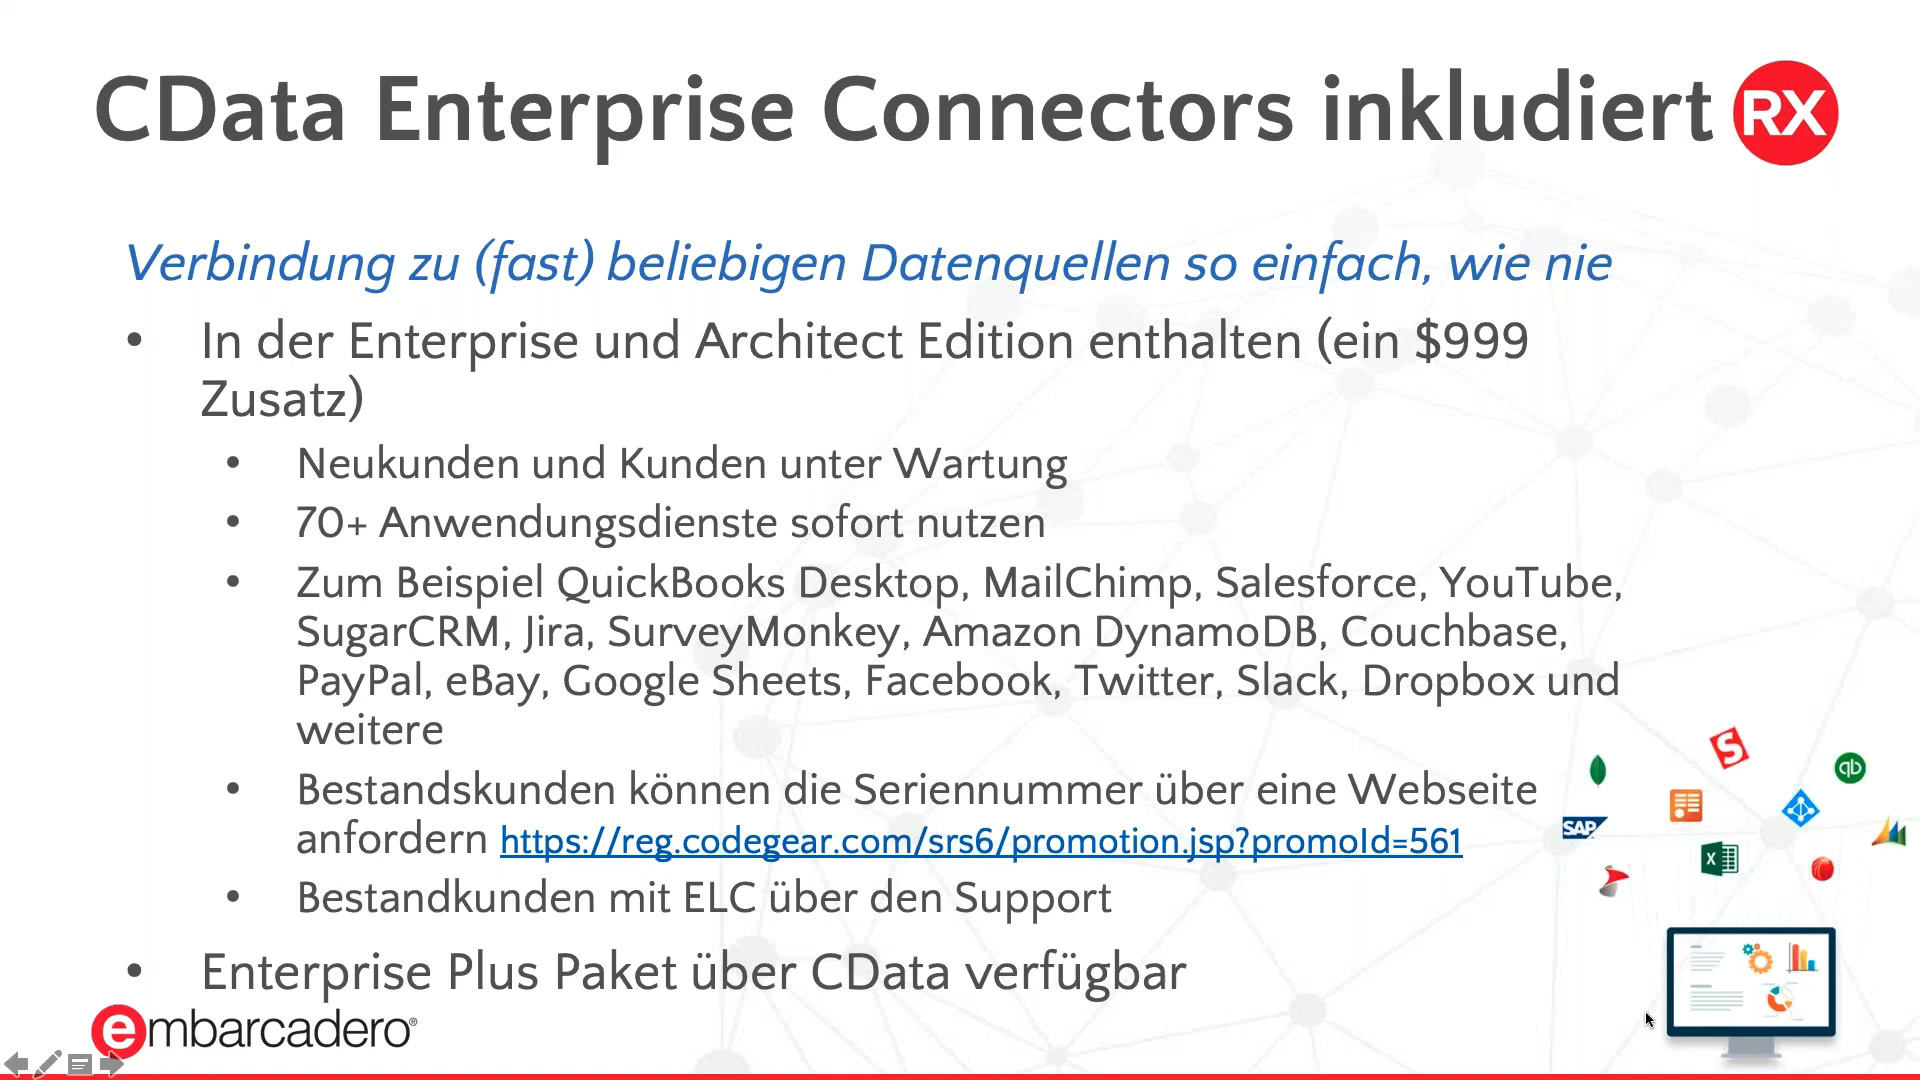 CData Enterprise Connectors inkludiert RX
Verbindung zu (fast) beliebigen Datenquellen so einfach, wie nie
• In der Enterprise und Architect Edition enthalten (ein $999
Zusatz)
• Neukunden und Kunden unter Wartung
• 70+ Anwendungsdienste sofort nutzen
• Zum Beispiel QuickBooks Desktop, MailChimp, Salesforce, YouTube,
SugarCRM, Jira, SurveyMonkey, Amazon DynamoDB, Couchbase,
PayPal, eBay, Google Sheets, Facebook, Twitter, Slack, Dropbox und
weitere
• Bestandskunden können die Seriennummer über eine Webseite
anfordern https://reg.codegear.com/srs6/promotion.jsp?promoId=561
• Bestandkunden mit ELC über den Support
• Enterprise Plus Paket über CData verfügbar
embarcadero®
S
qb
SAP
X